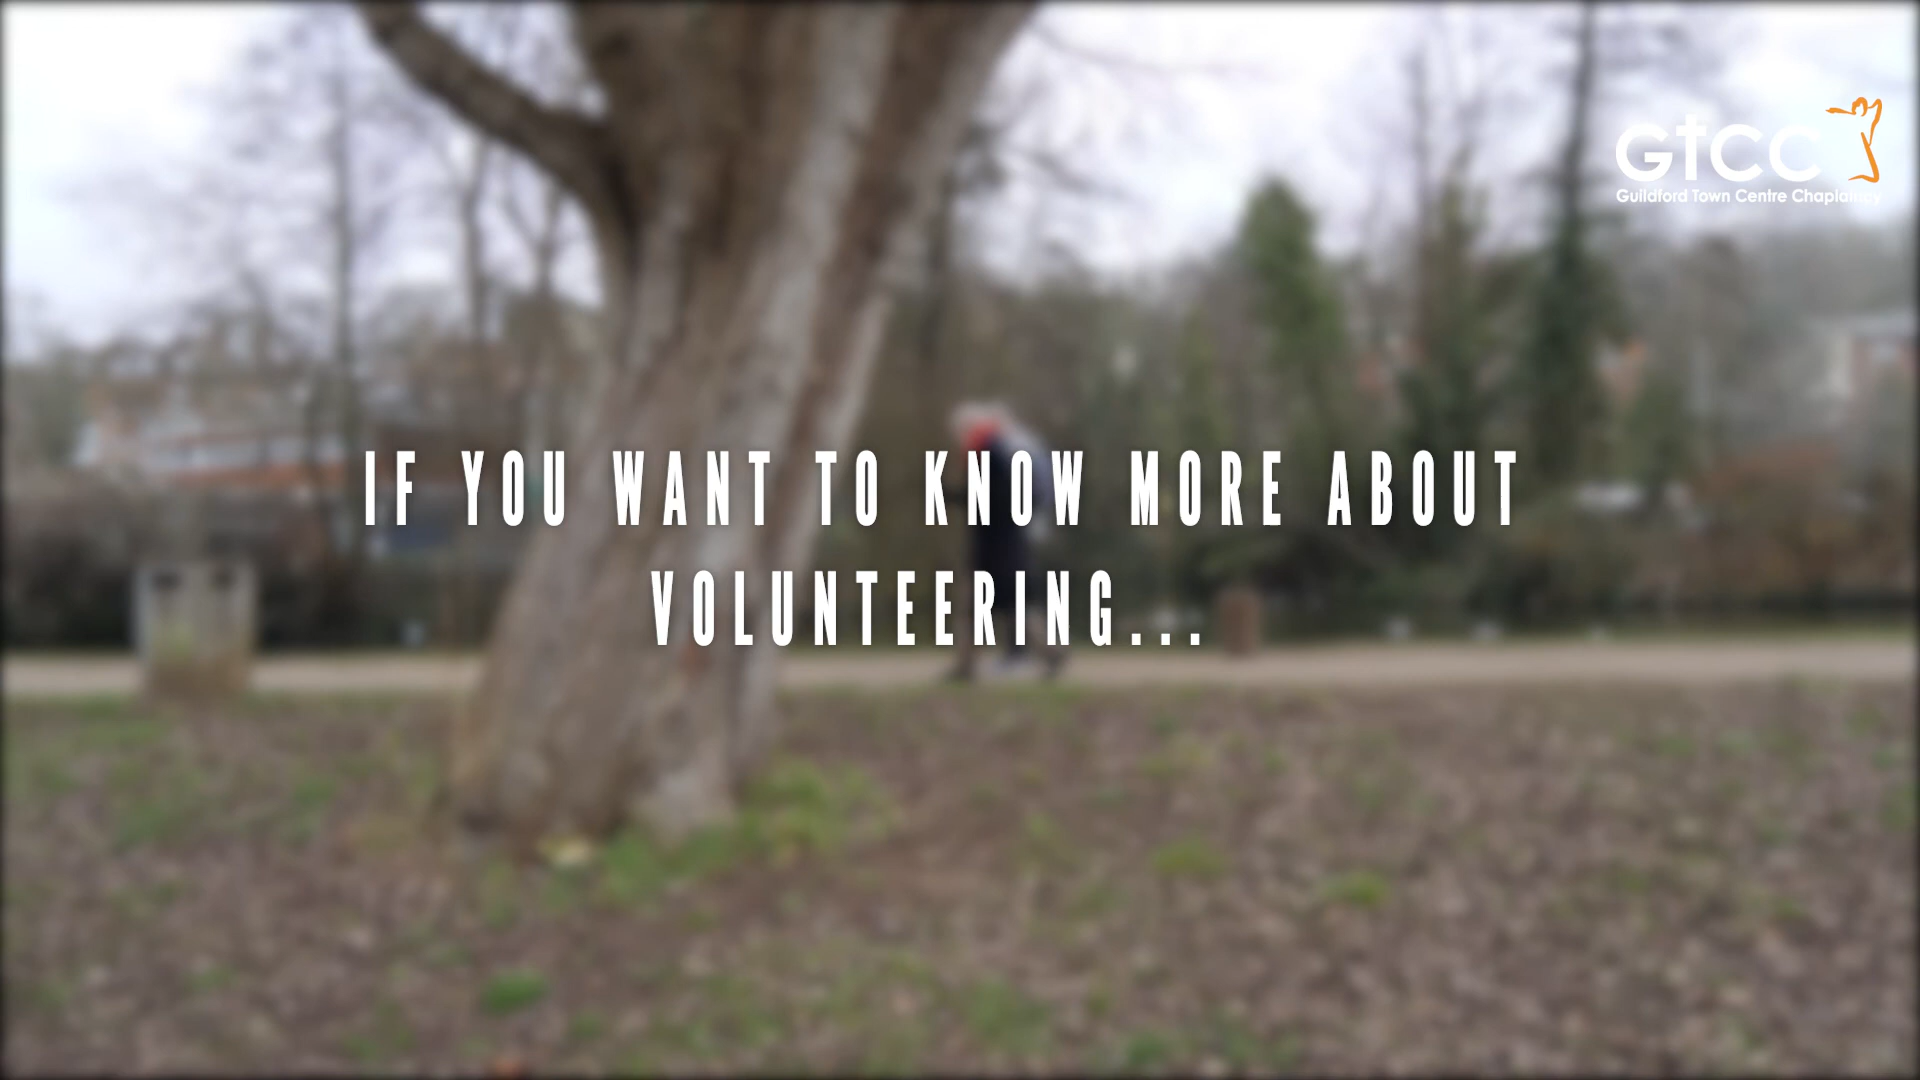 GTCC
Guildford Town Centre Chaplaincy
IF YOU WANT TO KNOW MORE ABOUT
VOLUNTEERING...